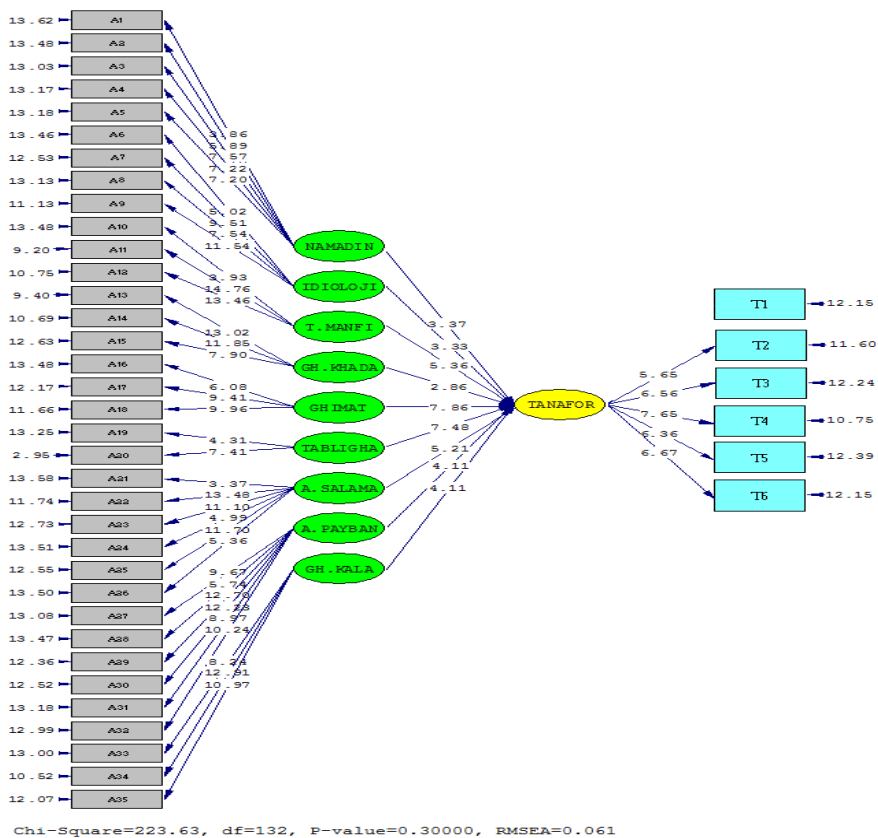 13.62 A1
13.48 A2
13.03 A3
13.17 A4
13.18 A5
13.46 A6
12.53 A7
13.13 A8
11.13 A9
13.48 A10
9.20 A11
10.75 A12
9.40 A13
10.69 A14
12.63 A15
13.48 A16
12.17 A17
11.66 A18
13.25 A19
2.95 A20
13.58 A21
11.74 A22
12.73 A23
13.51 A24
12.55 A25
13.50 A26
13.08 A27
13.47 A28
12.36 A29
12.52 A30
13.18 A31
12.99 A32
13.00 A33
10.52 A34
12.07 A35
3.86
5.89
7.57
7.22
7.20
5.02
9.51
7.54
11.54
3.93
14.76
13.46
13.02
11.85
7.90
6.08
9.41
9.96
4.31
7.41
3.37
13.48
11.10
4.99
11.70
5.36
9.67
5.74
12.70
12.33
8.97
10.24
8.24
12.91
10.97
NAMADIN
IDIOLOJI
T.MANFI
GH.KHADA
GHIMAT
TABLIGHA
A.SALAMA
A.PAYBAN
GH.KALA
3.37
3.33
5.36
2.86
7.86
7.48
5.21
4.11
4.11
TANAFOR
5.65
6.56
7.65
6.36
6.67
T1 12.15
T2 11.60
T3 12.24
T4 10.75
T5 12.39
T6 12.15
Chi-Square=223.63, df=132, P-value=0.30000, RMSEA=0.061